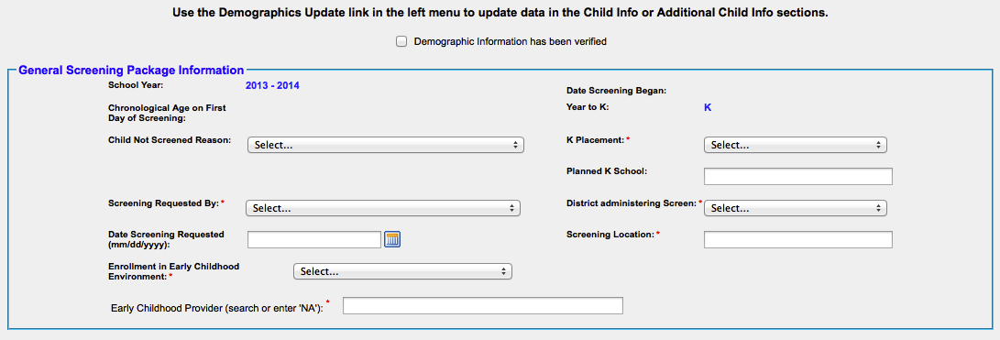 Use the Demographics Update link in the left menu to update data in the Child Info or Additional Child Info sections.
Demographic Information has been verified
General Screening Package Information
School Year: 2013 - 2014
Date Screening Began:
Chronological Age on First
Day of Screening:
Year to K: K
Child Not Screened Reason: Select...
K Placement: * Select...
Planned K School:
Screening Requested By: * Select...
District administering Screen: * Select...
Date Screening Requested
(mm/dd/yyyy):
Screening Location: *
Enrollment in Early Childhood
Environment: * Select...
Early Childhood Provider (search or enter 'NA'): *